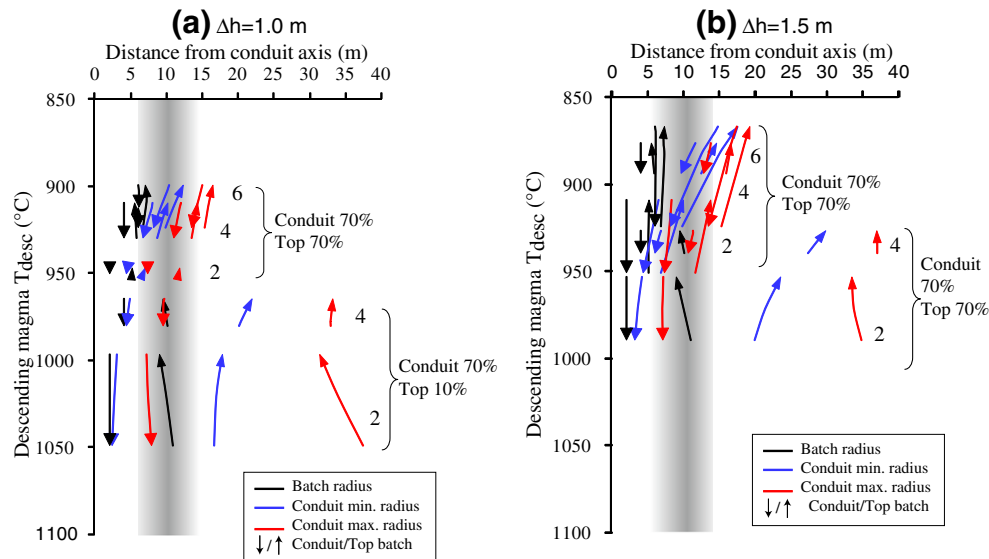 (a) Δh=1.0 m
Distance from conduit axis (m)
0 5 10 15 20 25 30 35 40
Descending magma Tdesc (°C)
850
900
950
1000
1050
1100
6
4
2
Conduit 70%
Top 70%
4
2
Conduit 70%
Top 10%
Batch radius
Conduit min. radius
Conduit max. radius
↓/↑ Conduit/Top batch
(b) Δh=1.5 m
Distance from conduit axis (m)
0 5 10 15 20 25 30 35 40
Descending magma Tdesc (°C)
850
900
950
1000
1050
1100
6
4
2
Conduit 70%
Top 70%
4
2
Conduit
70%
Top 70%
Batch radius
Conduit min. radius
Conduit max. radius
↓/↑ Conduit/Top batch